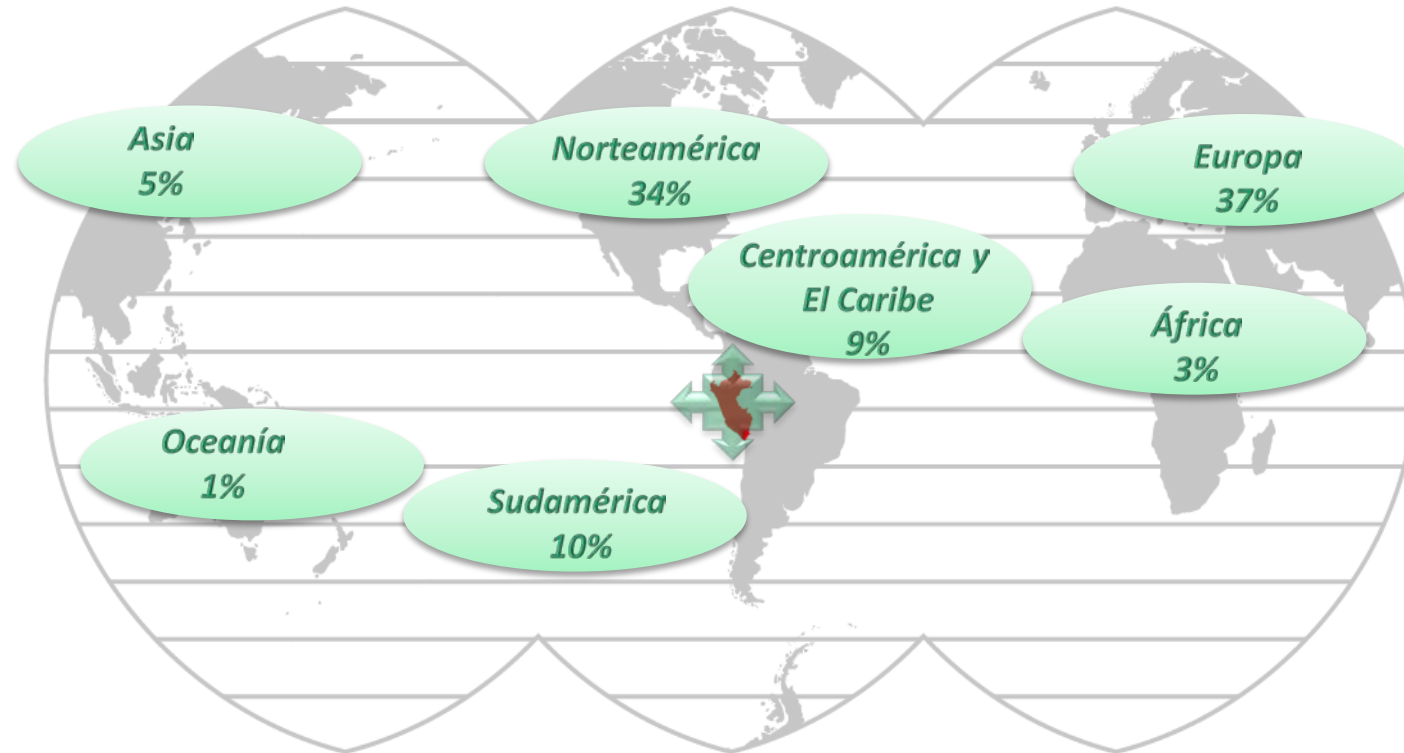 Asia
5%
Norteamérica
34%
Europa
37%
Centroamérica y
El Caribe
9%
África
3%
Oceanía
1%
Sudamérica
10%